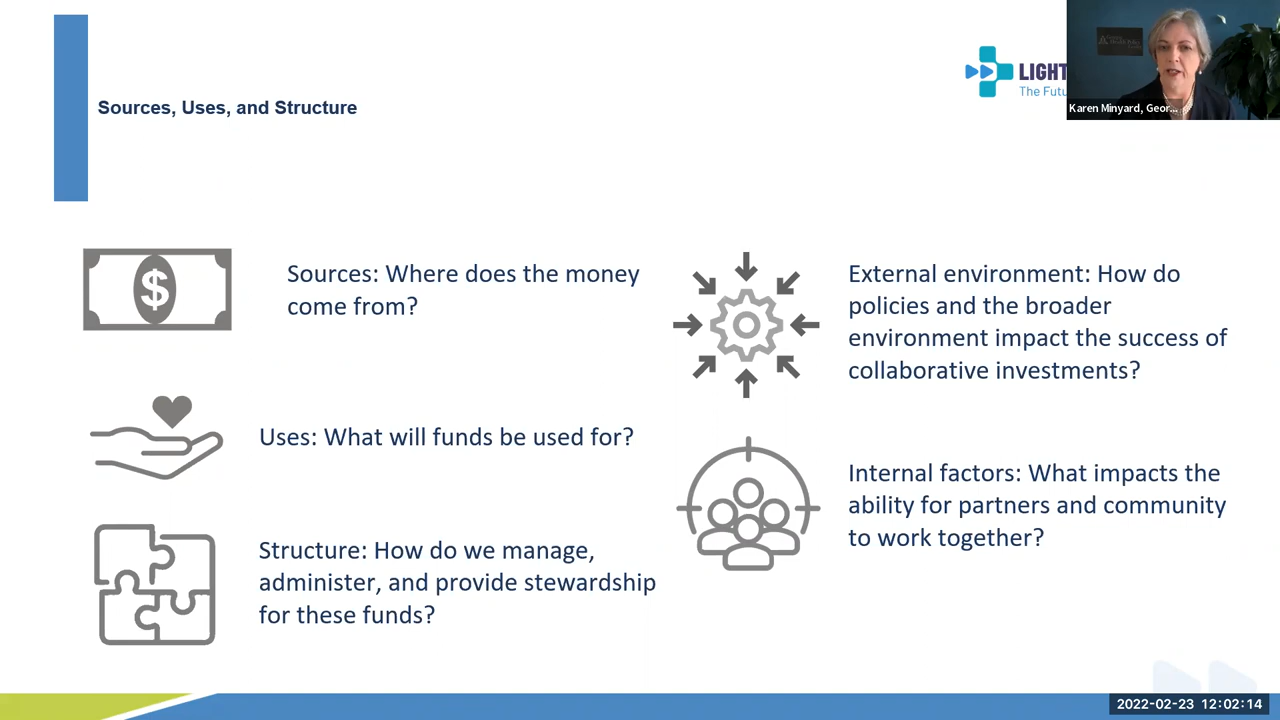 Sources, Uses, and Structure
LIGHT
The Futu
Karen Minyard, Geor...
$
Sources: Where does the money
come from?
Uses: What will funds be used for?
Structure: How do we manage,
administer, and provide stewardship
for these funds?
External environment: How do
policies and the broader
environment impact the success of
collaborative investments?
Internal factors: What impacts the
ability for partners and community
to work together?
2022-02-23 12:02:14